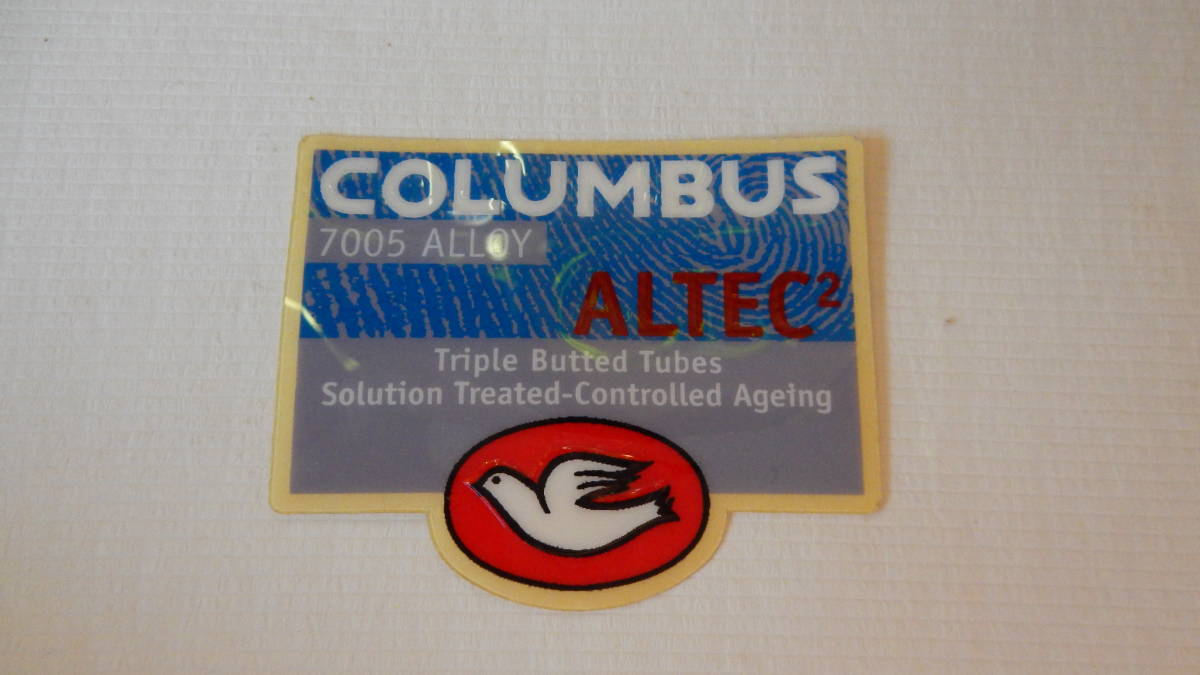 COLUMBUS
7005 ALLOY
ALTEC²
Triple Butted Tubes
Solution Treated-Controlled Ageing